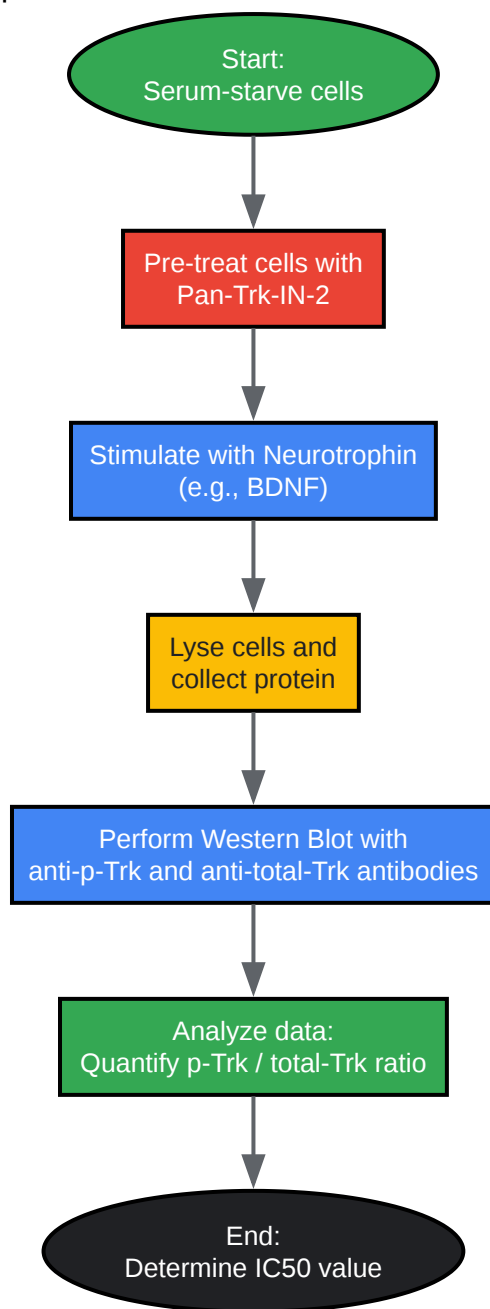 Start:
Serum-starve cells
Pre-treat cells with
Pan-Trk-IN-2
Stimulate with Neurotrophin
(e.g., BDNF)
Lyse cells and
collect protein
Perform Western Blot with
anti-p-Trk and anti-total-Trk antibodies
Analyze data:
Quantify p-Trk / total-Trk ratio
End:
Determine IC50 value